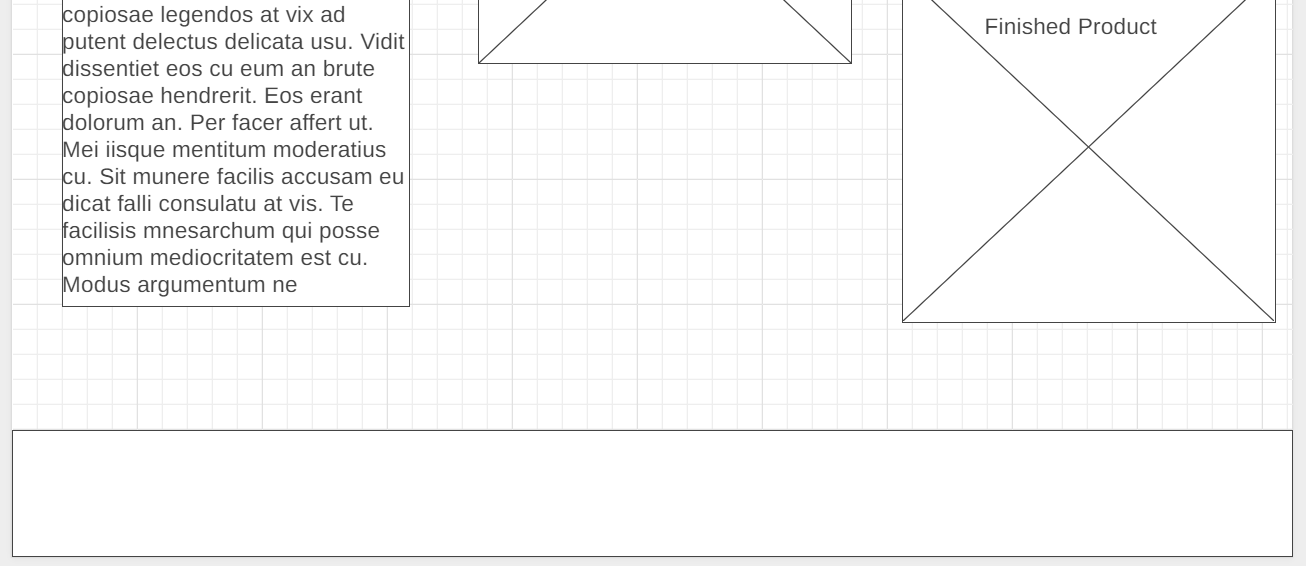 copiosae legendos at vix ad
putent delectus delicata usu. Vidit
dissentiet eos cu eum an brute
copiosae hendrerit. Eos erant
dolorum an. Per facer affert ut.
Mei iisque mentitum moderatius
cu. Sit munere facilis accusam eu
dicat falli consulatu at vis. Te
facilisis mnesarchum qui posse
omnium mediocritatem est cu.
Modus argumentum ne
Finished Product